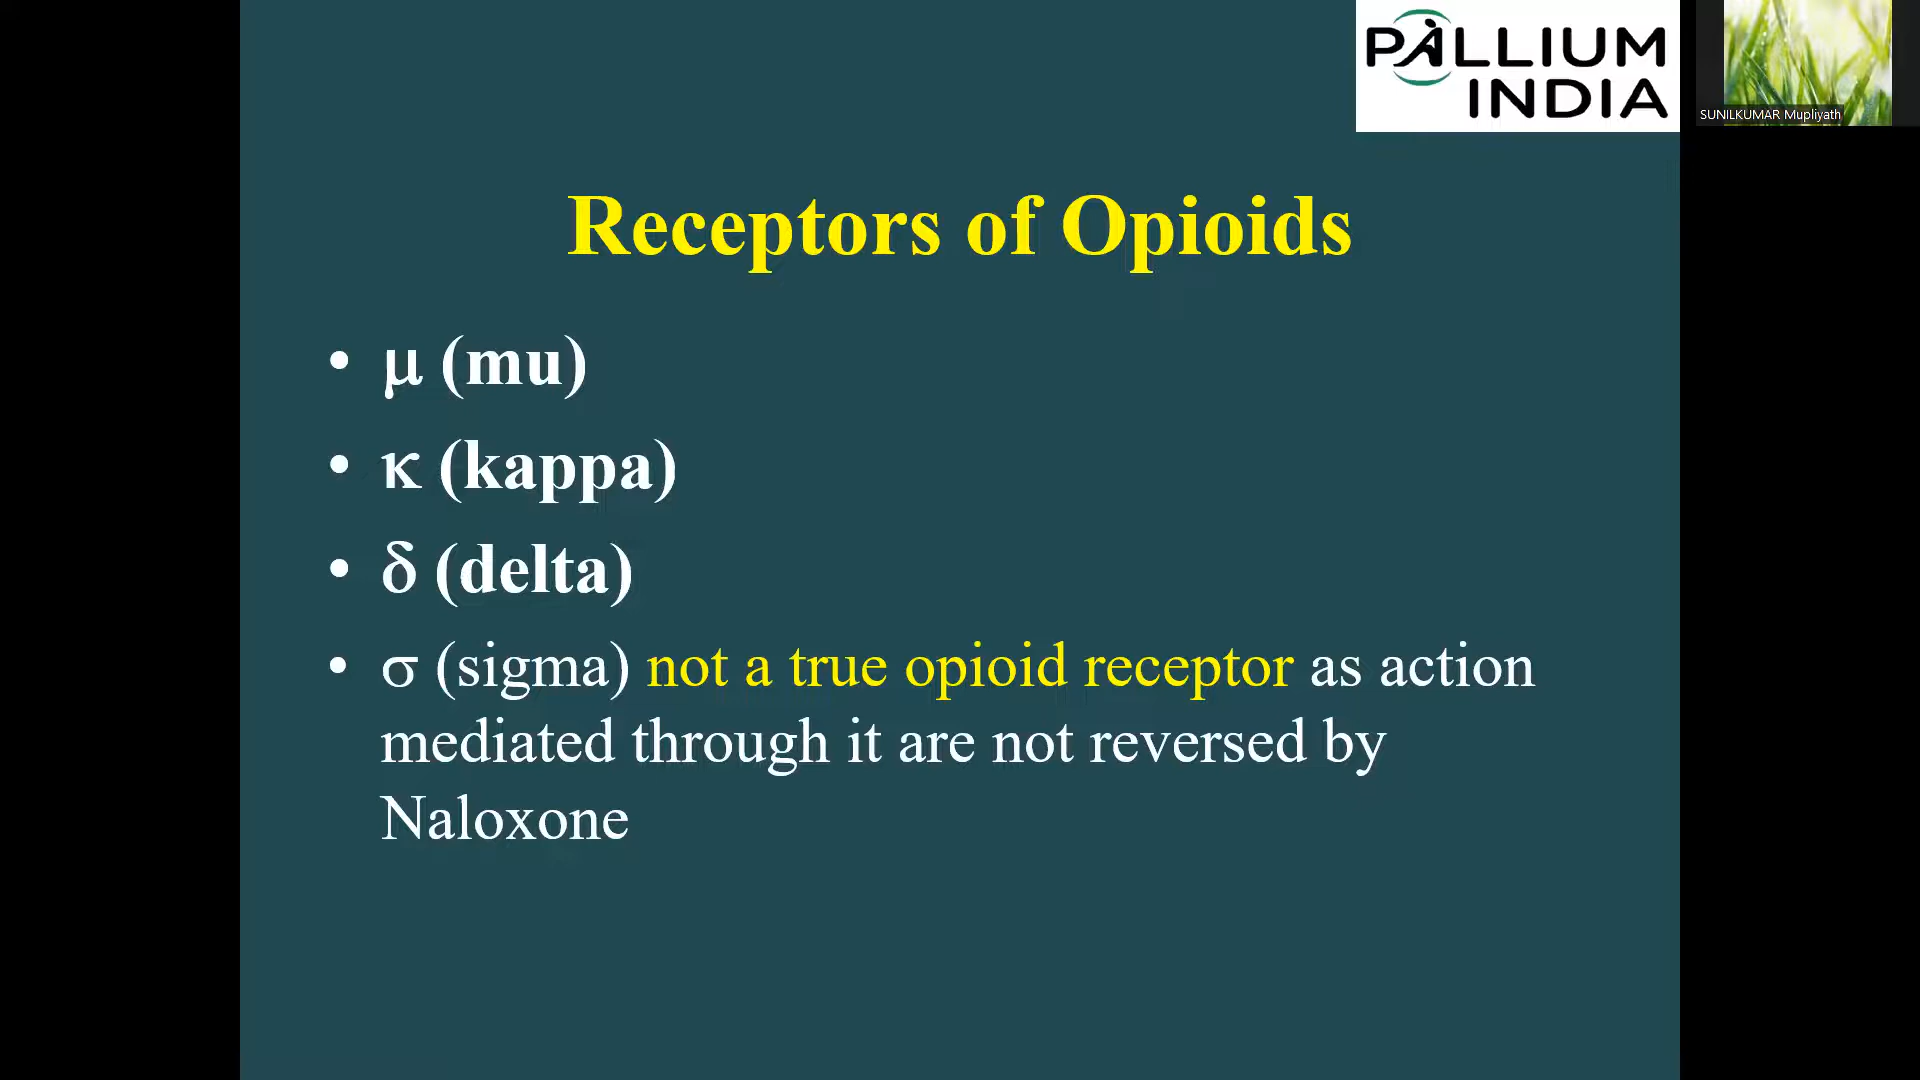 PALLIUM
INDIA
SUNILKUMAR Mupliyath
Receptors of Opioids
• μ (mu)
• κ (kappa)
• δ (delta)
• σ (sigma) not a true opioid receptor as action
mediated through it are not reversed by
Naloxone